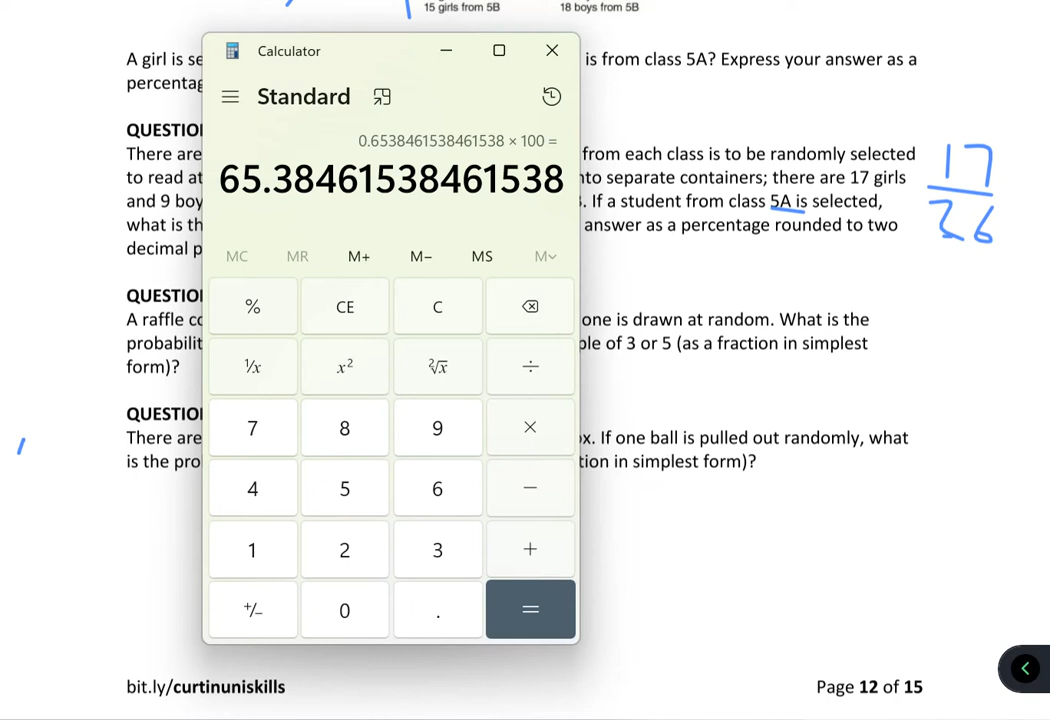 15 girls from 5B 18 boys from 5B
A girl is se is from class 5A? Express your answer as a
percentag
Calculator
Standard
0.6538461538461538 × 100 =
65.38461538461538
MC MR M+ M− MS M˅
% CE C
¹/x x² ²√x ÷
7 8 9 ×
4 5 6 −
1 2 3 +
+/− 0 . =
QUESTIO
There are from each class is to be randomly selected
to read at nto separate containers; there are 17 girls
and 9 boy . If a student from class 5A is selected,
what is th answer as a percentage rounded to two
decimal p
17
26
QUESTIO
A raffle co one is drawn at random. What is the
probabilit ple of 3 or 5 (as a fraction in simplest
form)?
QUESTIO
There are ox. If one ball is pulled out randomly, what
is the pro tion in simplest form)?
bit.ly/curtinuniskills Page 12 of 15